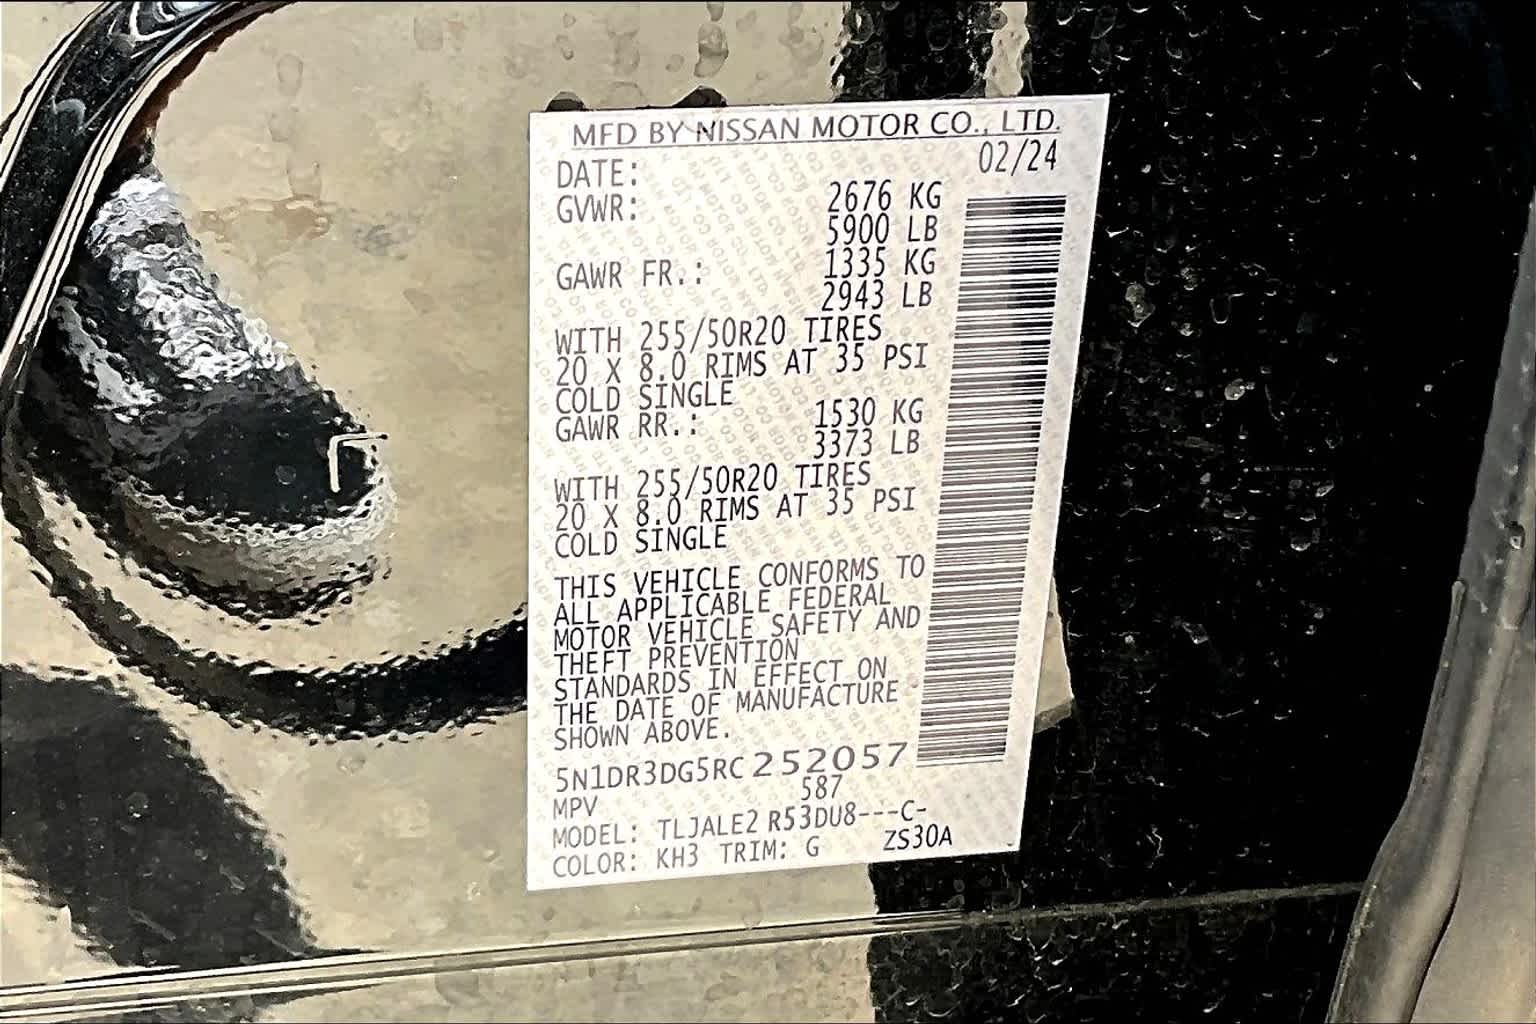 MFD BY NISSAN MOTOR CO., LTD.
DATE: 02/24
GVWR: 2676 KG
5900 LB
GAWR FR.: 1335 KG
2943 LB
WITH 255/50R20 TIRES
20 X 8.0 RIMS AT 35 PSI
COLD SINGLE
GAWR RR.: 1530 KG
3373 LB
WITH 255/50R20 TIRES
20 X 8.0 RIMS AT 35 PSI
COLD SINGLE
THIS VEHICLE CONFORMS TO
ALL APPLICABLE FEDERAL
MOTOR VEHICLE SAFETY AND
THEFT PREVENTION
STANDARDS IN EFFECT ON
THE DATE OF MANUFACTURE
SHOWN ABOVE.
5N1DR3DG5RC252057
MPV 587
MODEL: TLJALE2 R53DU8---C-
COLOR: KH3 TRIM: G ZS30A